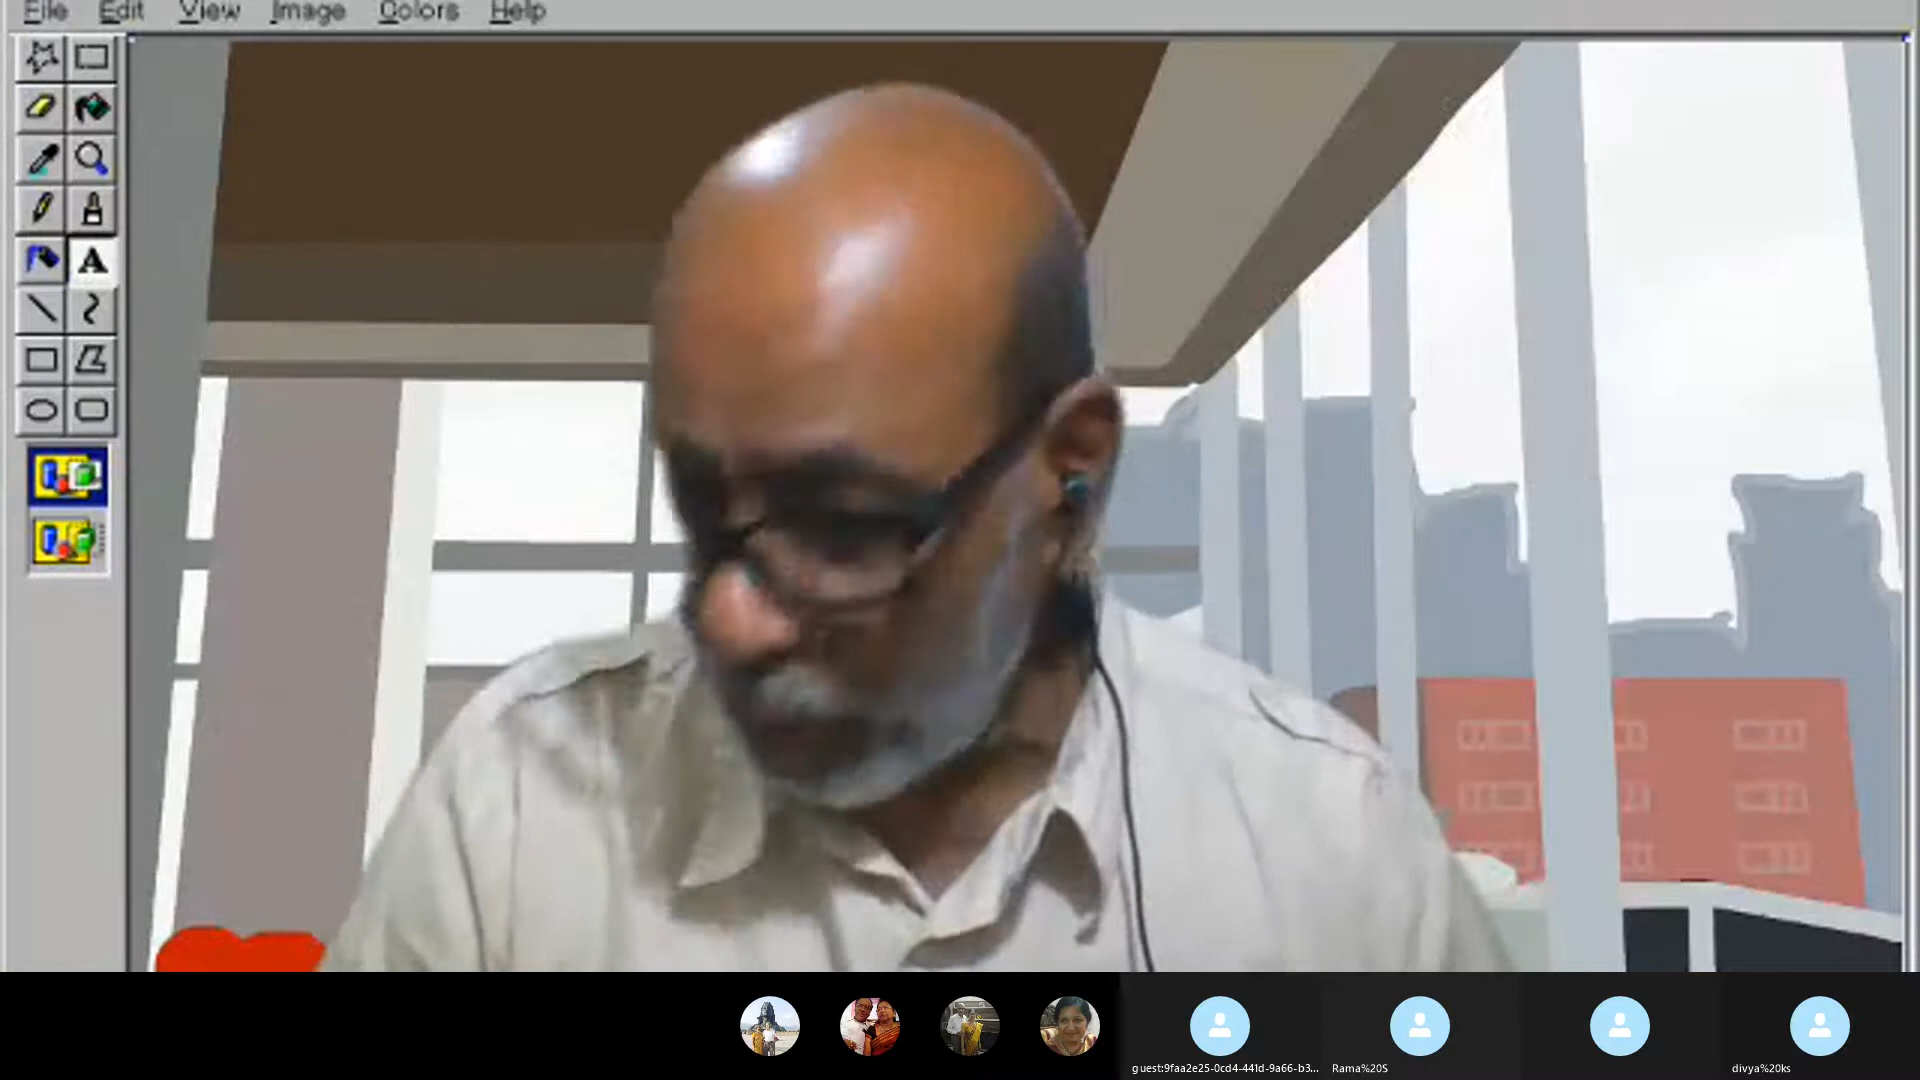 File Edit View Image Colors Help
A
guest:9faa2e25-0cd4-441d-9a66-b3...
Rama%20S
divya%20ks